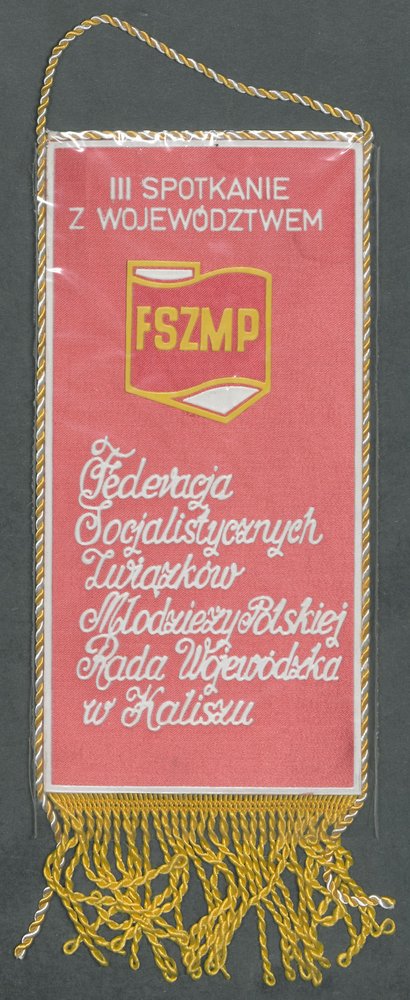 III SPOTKANIE
Z WOJEWÓDZTWEM
FSZMP
Federacja
Socjalistycznych
Związków
Młodzieży Polskiej
Rada Wojewódzka
w Kaliszu